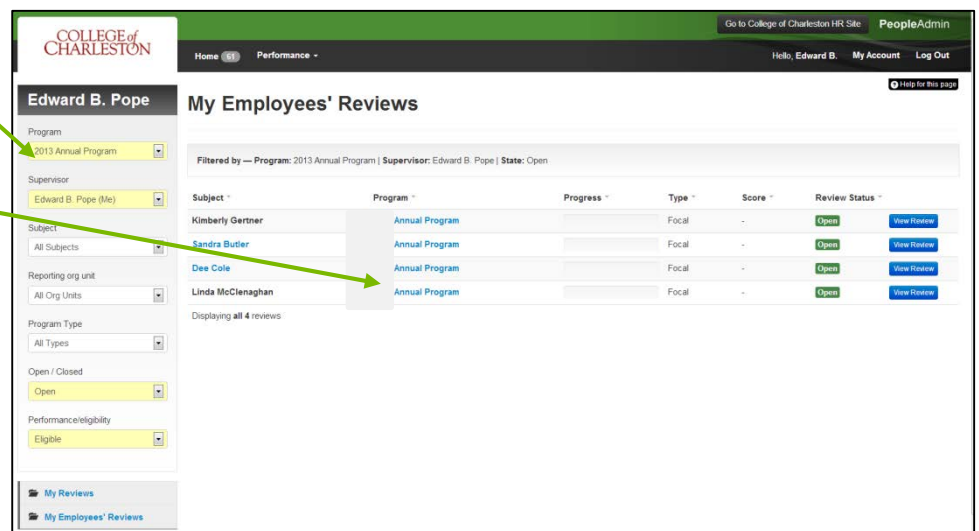 Go to College of Charleston HR Site PeopleAdmin
COLLEGE of
CHARLESTON
Home 61 Performance
Hello, Edward B. My Account Log Out
Help for this page
Edward B. Pope
My Employees' Reviews
Program
2013 Annual Program
Filtered by — Program: 2013 Annual Program | Supervisor: Edward B. Pope | State: Open
Supervisor
Edward B. Pope (Me)
Subject Program Progress Type Score Review Status
Kimberly Gertner Annual Program Focal - Open View Review
Subject
All Subjects
Sandra Butler Annual Program Focal - Open View Review
Dee Cole Annual Program Focal - Open View Review
Reporting org unit
All Org Units
Linda McClenaghan Annual Program Focal - Open View Review
Displaying all 4 reviews
Program Type
All Types
Open / Closed
Open
Performance/eligibility
Eligible
My Reviews
My Employees' Reviews